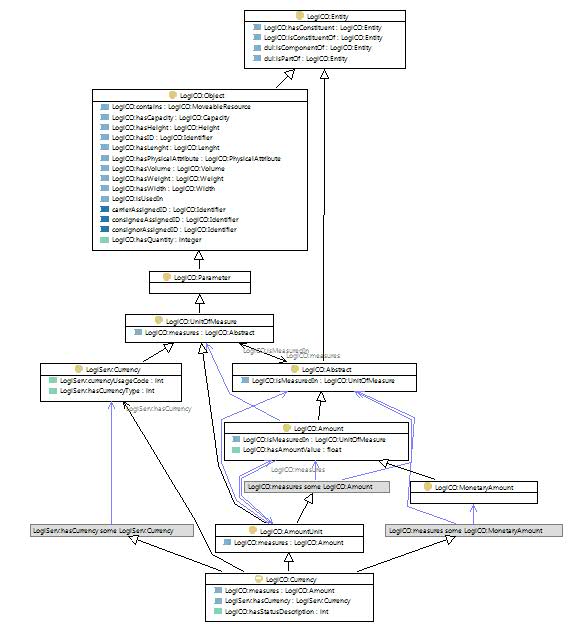 LogiCO:Entity
LogiCO:hasConstituent : LogiCO:Entity
LogiCO:isConstituentOf : LogiCO:Entity
dul:isComponentOf : LogiCO:Entity
dul:isPartOf : LogiCO:Entity
LogiCO:Object
LogiCO:contains : LogiCO:MoveableResource
LogiCO:hasCapacity : LogiCO:Capacity
LogiCO:hasHeight : LogiCO:Height
LogiCO:hasID : LogiCO:Identifier
LogiCO:hasLenght : LogiCO:Lenght
LogiCO:hasPhysicalAttribute : LogiCO:PhysicalAttribute
LogiCO:hasVolume : LogiCO:Volume
LogiCO:hasWeight : LogiCO:Weight
LogiCO:hasWidth : LogiCO:Width
LogiCO:isUsedIn
carrierAssignedID : LogiCO:Identifier
consigneeAssignedID : LogiCO:Identifier
consignorAssignedID : LogiCO:Identifier
LogiCO:hasQuantity : integer
LogiCO:Parameter
LogiCO:UnitOfMeasure
LogiCO:measures : LogiCO:Abstract
LogiCO:isMeasuredIn
LogiCO:measures
LogiServ:Currency
LogiServ:currencyUsageCode : int
LogiServ:hasCurrencyType : int
LogiCO:Abstract
LogiCO:isMeasuredIn : LogiCO:UnitOfMeasure
LogiServ:hasCurrency
LogiCO:Amount
LogiCO:isMeasuredIn : LogiCO:UnitOfMeasure
LogiCO:hasAmountValue : float
LogiCO:measures
LogiCO:measures some LogiCO:Amount
LogiCO:MonetaryAmount
LogiServ:hasCurrency some LogiServ:Currency
LogiCO:AmountUnit
LogiCO:measures : LogiCO:Amount
LogiCO:measures some LogiCO:MonetaryAmount
LogiCO:Currency
LogiCO:measures : LogiCO:Amount
LogiServ:hasCurrency : LogiServ:Currency
LogiCO:hasStatusDescription : int